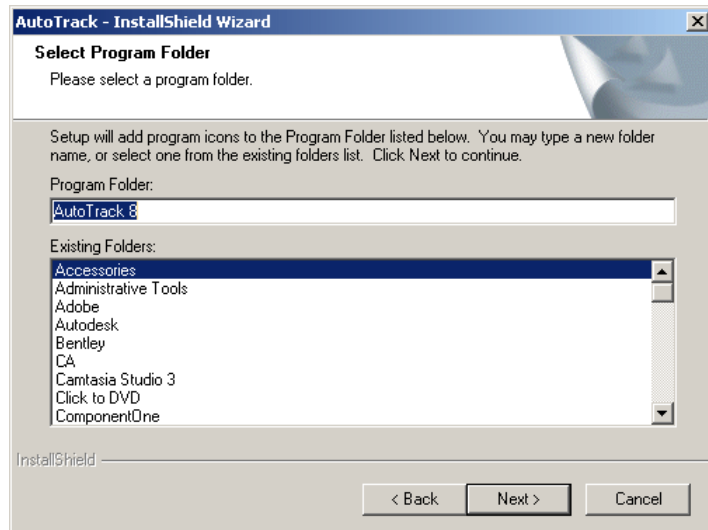 AutoTrack - InstallShield Wizard
Select Program Folder
Please select a program folder.
Setup will add program icons to the Program Folder listed below. You may type a new folder
name, or select one from the existing folders list. Click Next to continue.
Program Folder:
AutoTrack 8
Existing Folders:
Accessories
Administrative Tools
Adobe
Autodesk
Bentley
CA
Camtasia Studio 3
Click to DVD
ComponentOne
InstallShield
< Back
Next >
Cancel